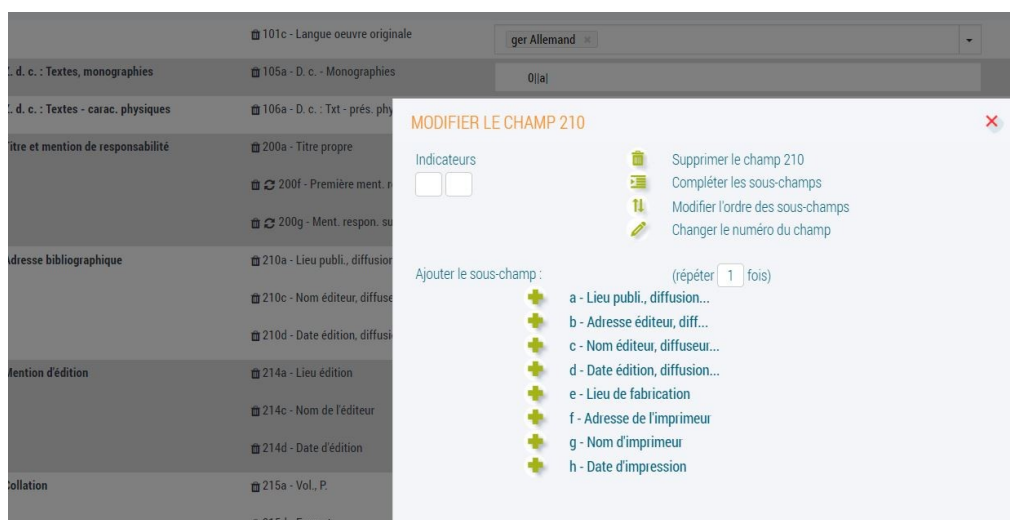 101c - Langue oeuvre originale
ger Allemand ×
. d. c. : Textes, monographies 105a - D. c. - Monographies
0||a|
. d. c. : Textes - carac. physiques 106a - D. c. : Txt - prés. phy
MODIFIER LE CHAMP 210
itre et mention de responsabilité 200a - Titre propre
Indicateurs
Supprimer le champ 210
Compléter les sous-champs
Modifier l'ordre des sous-champs
Changer le numéro du champ
200f - Première ment. r
200g - Ment. respon. su
Adresse bibliographique 210a - Lieu publi., diffusion
210c - Nom éditeur, diffuse
210d - Date édition, diffusi
Ajouter le sous-champ : (répéter 1 fois)
a - Lieu publi., diffusion...
b - Adresse éditeur, diff...
c - Nom éditeur, diffuseur...
d - Date édition, diffusion...
e - Lieu de fabrication
f - Adresse de l'imprimeur
g - Nom d'imprimeur
h - Date d'impression
Mention d'édition 214a - Lieu édition
214c - Nom de l'éditeur
214d - Date d'édition
Collation 215a - Vol., P.